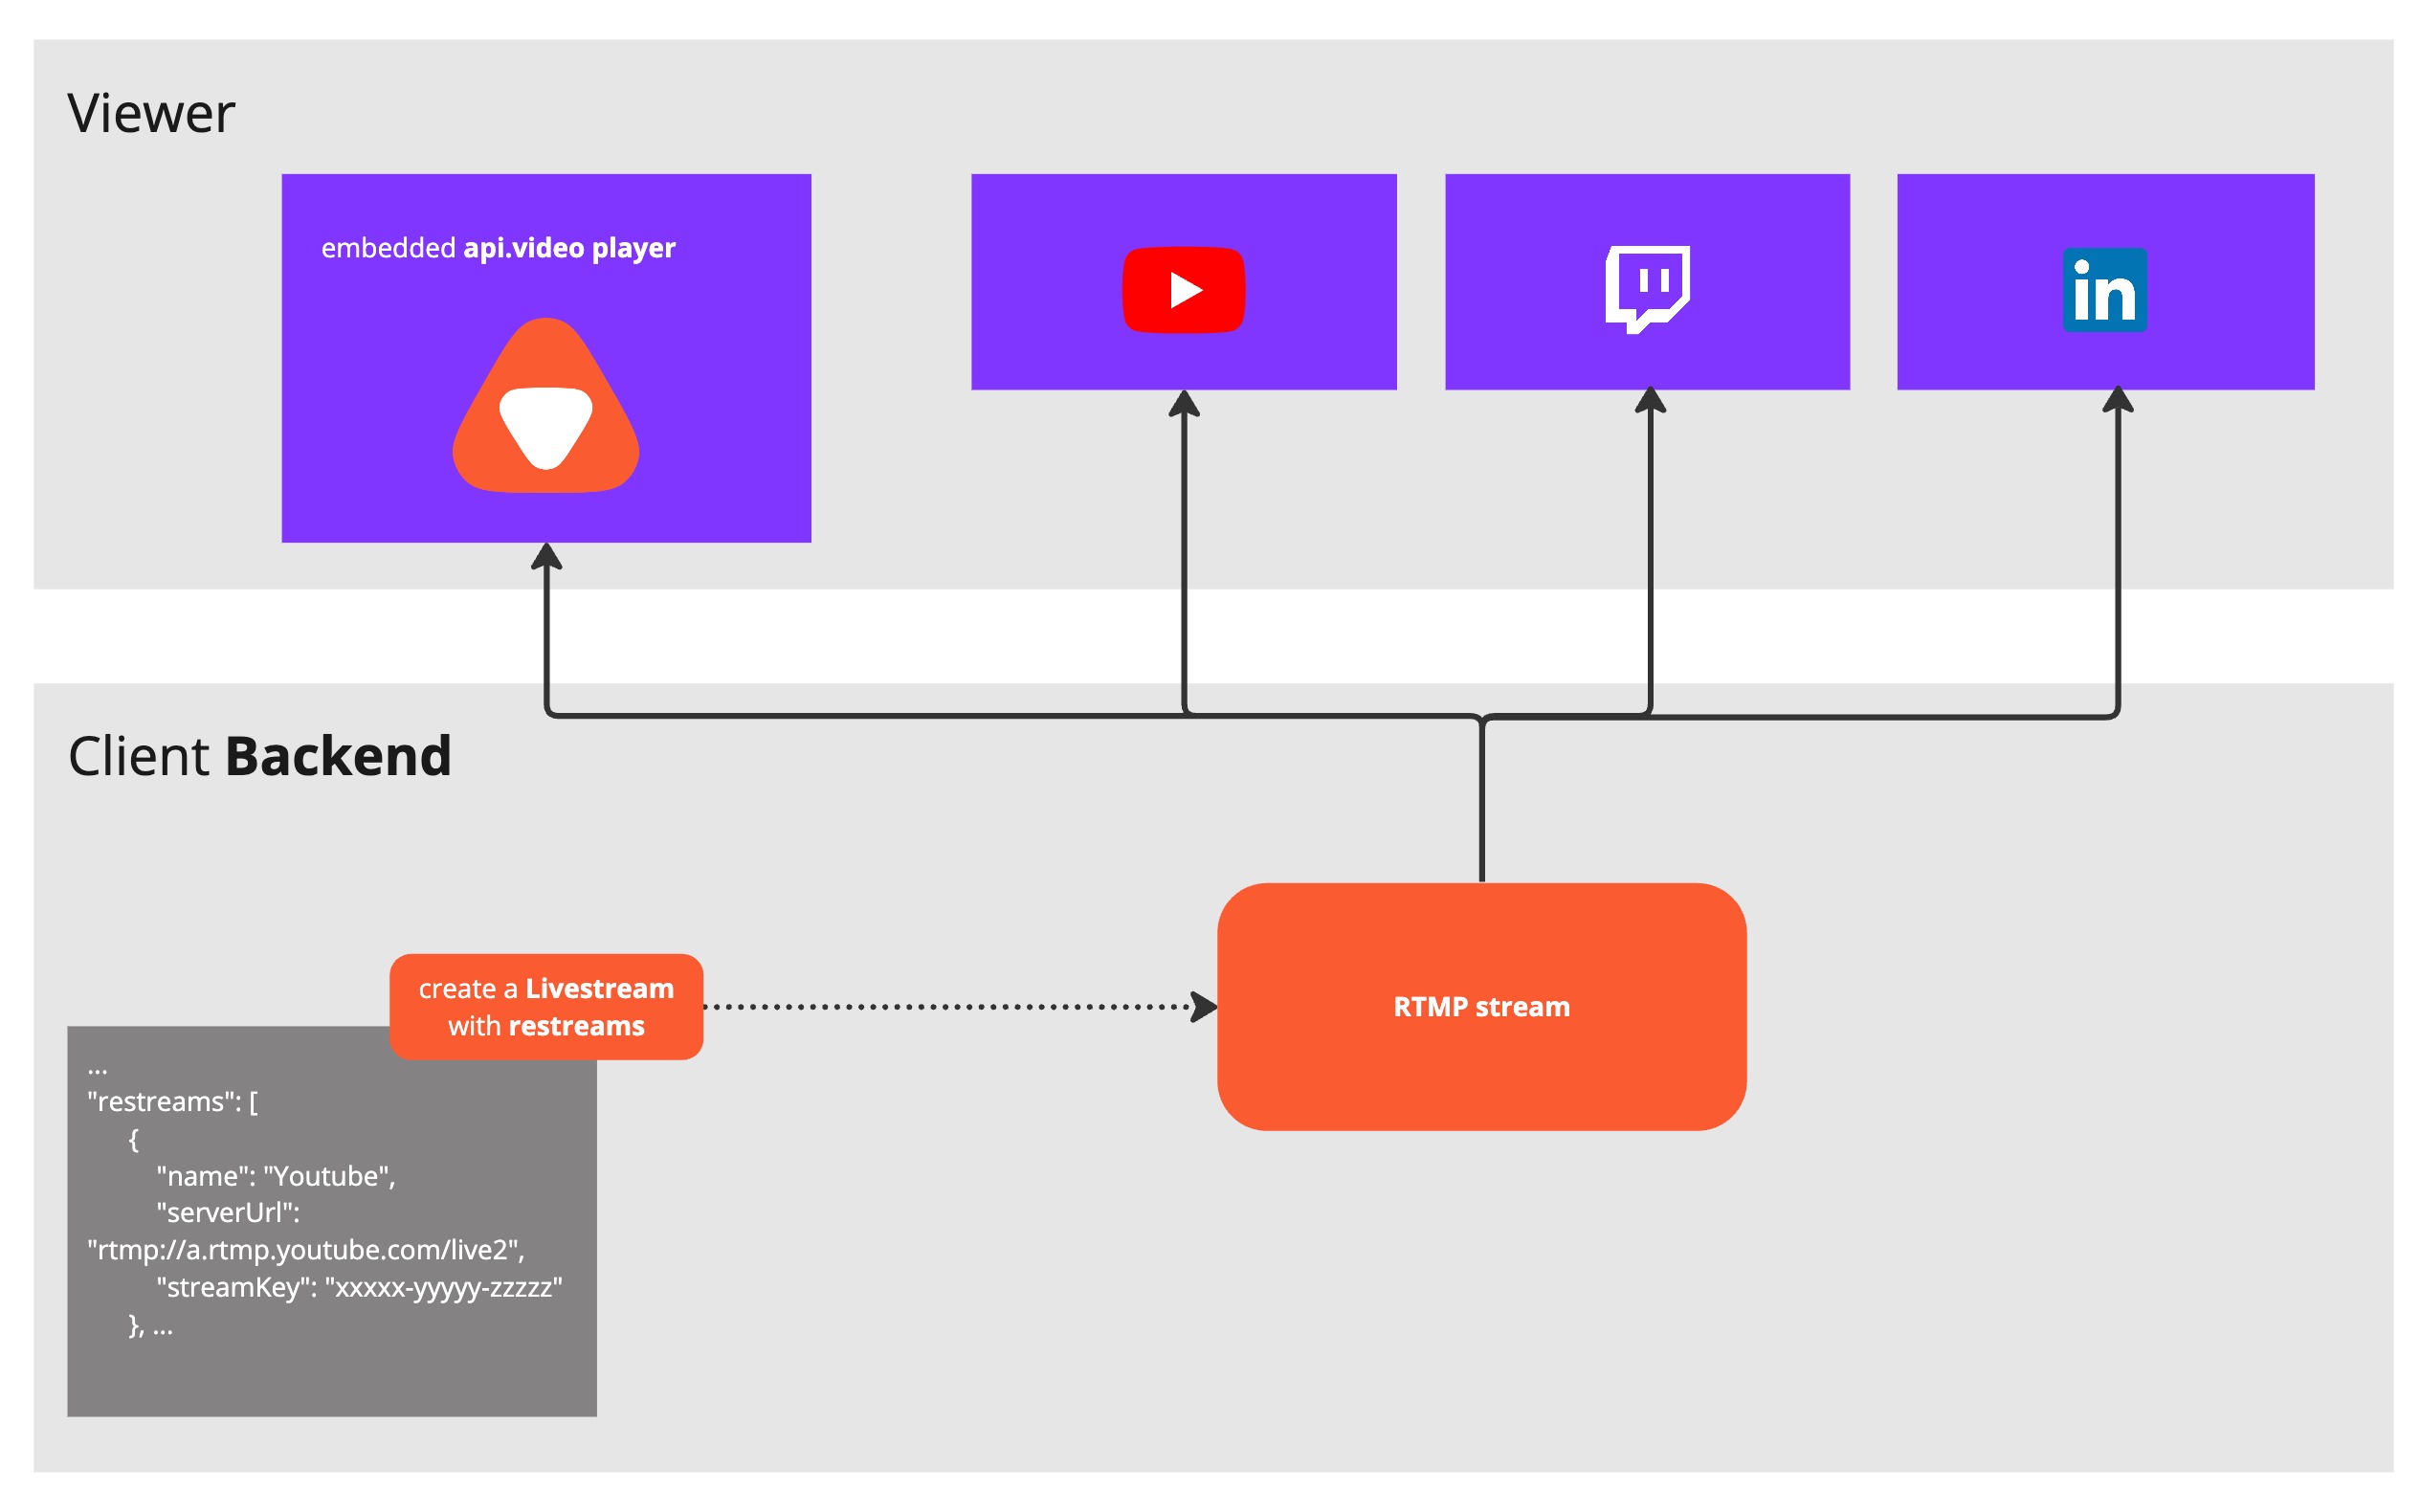 Viewer
embedded api.video player
in
Client Backend
create a Livestream
with restreams
RTMP stream
...
"restreams": [
{
"name": "Youtube",
"serverUrl":
"rtmp://a.rtmp.youtube.com/live2",
"streamKey": "xxxxx-yyyyy-zzzzz"
}, ...